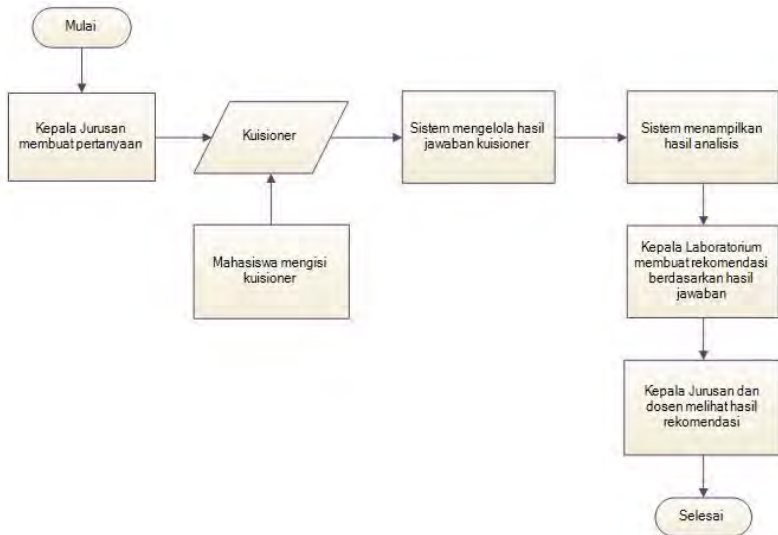 Mulai
Kepala Jurusan
membuat pertanyaan
Kuisioner
Sistem mengelola hasil
jawaban kuisioner
Sistem menampilkan
hasil analisis
Mahasiswa mengisi
kuisioner
Kepala Laboratorium
membuat rekomendasi
berdasarkan hasil
jawaban
Kepala Jurusan dan
dosen melihat hasil
rekomendasi
Selesai